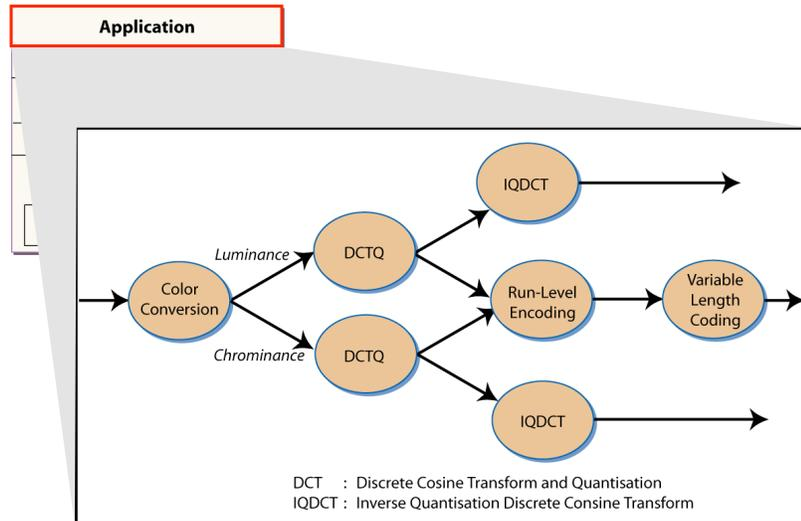 Application
IQDCT
Luminance
DCTQ
Color
Conversion
Run-Level
Encoding
Variable
Length
Coding
Chrominance
DCTQ
IQDCT
DCT : Discrete Cosine Transform and Quantisation
IQDCT : Inverse Quantisation Discrete Consine Transform